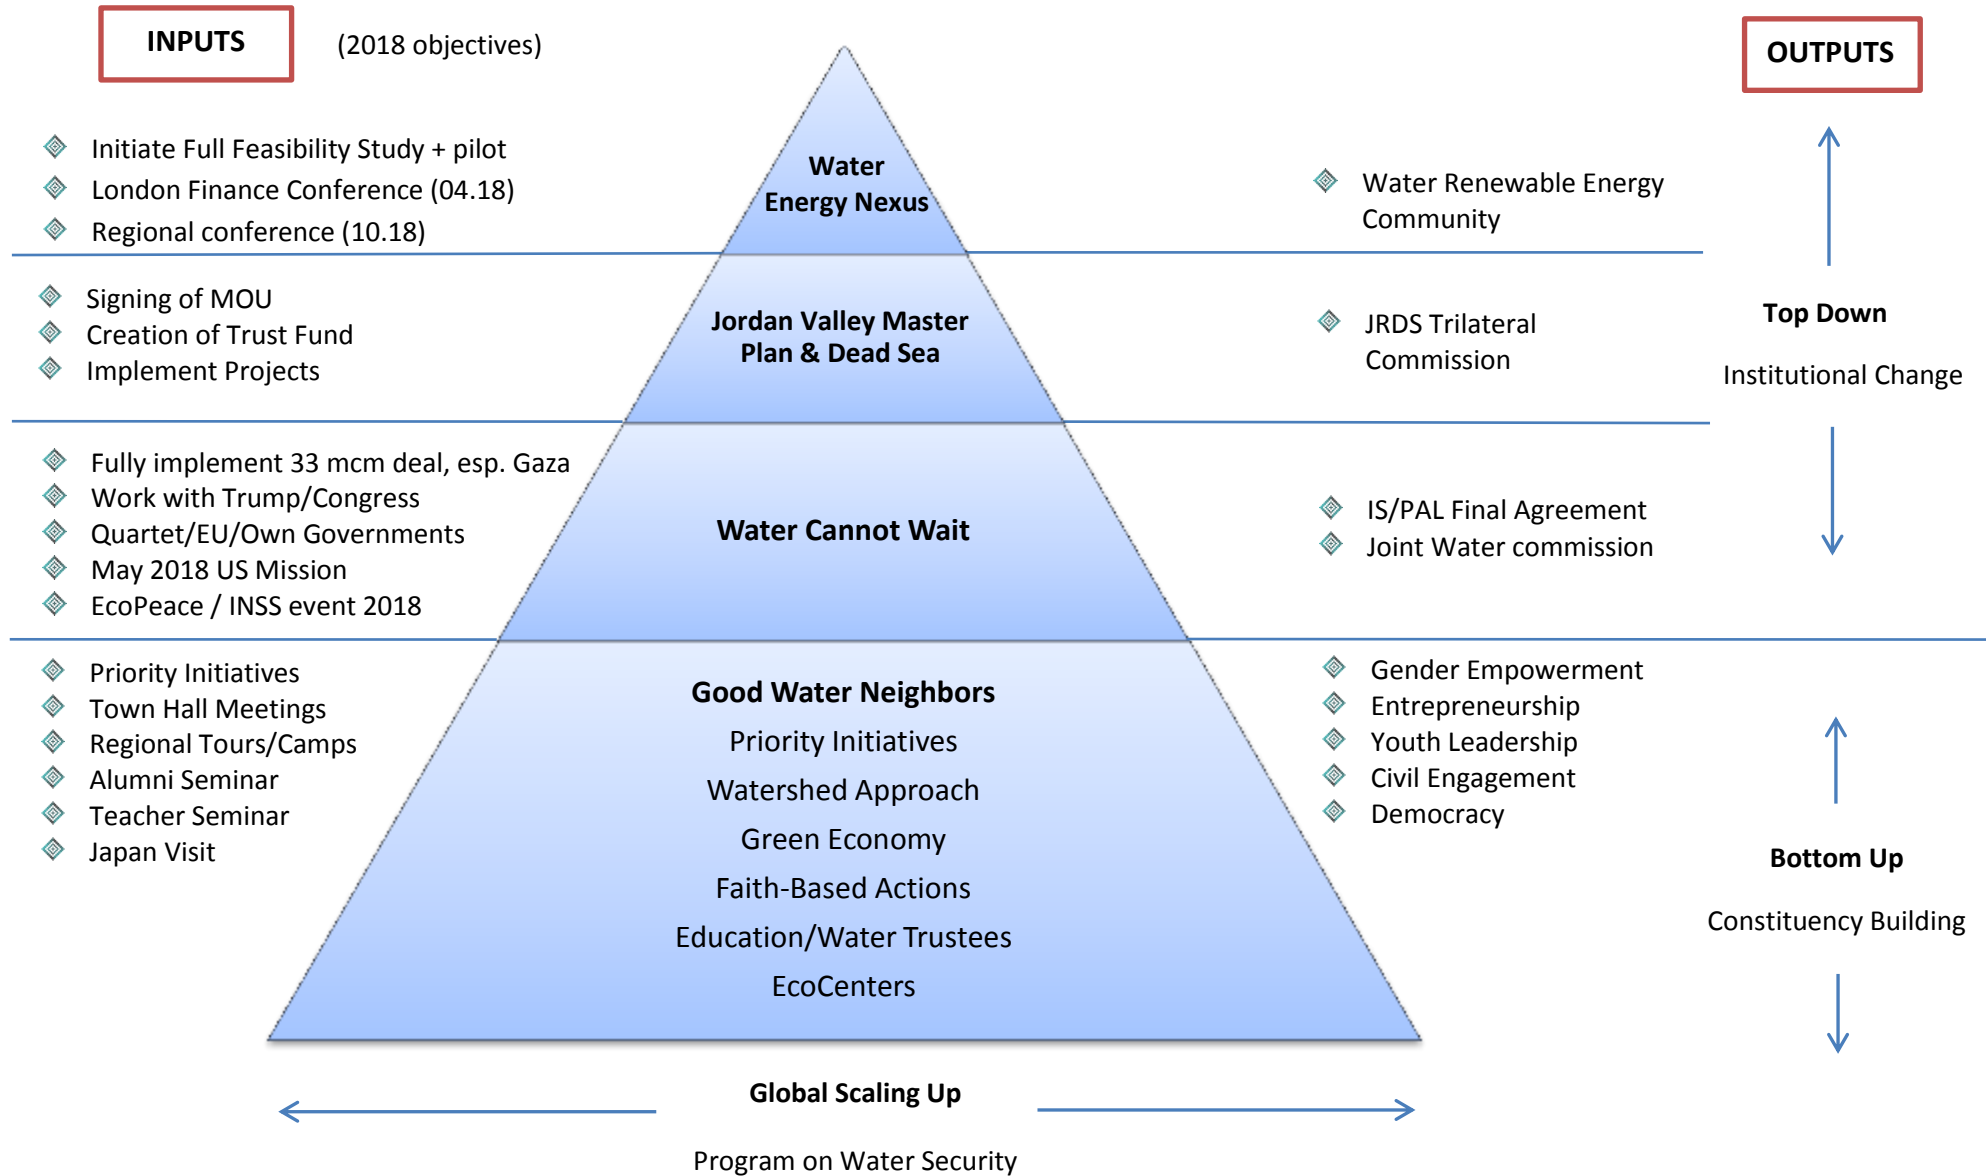 INPUTS
(2018 objectives)
OUTPUTS
Initiate Full Feasibility Study + pilot
London Finance Conference (04.18)
Regional conference (10.18)
Water
Energy Nexus
Water Renewable Energy
Community
Signing of MOU
Creation of Trust Fund
Implement Projects
Jordan Valley Master
Plan & Dead Sea
JRDS Trilateral
Commission
Top Down
Institutional Change
Fully implement 33 mcm deal, esp. Gaza
Work with Trump/Congress
Quartet/EU/Own Governments
May 2018 US Mission
EcoPeace / INSS event 2018
Water Cannot Wait
IS/PAL Final Agreement
Joint Water commission
Priority Initiatives
Town Hall Meetings
Regional Tours/Camps
Alumni Seminar
Teacher Seminar
Japan Visit
Good Water Neighbors
Priority Initiatives
Watershed Approach
Green Economy
Faith-Based Actions
Education/Water Trustees
EcoCenters
Gender Empowerment
Entrepreneurship
Youth Leadership
Civil Engagement
Democracy
Bottom Up
Constituency Building
Global Scaling Up
Program on Water Security